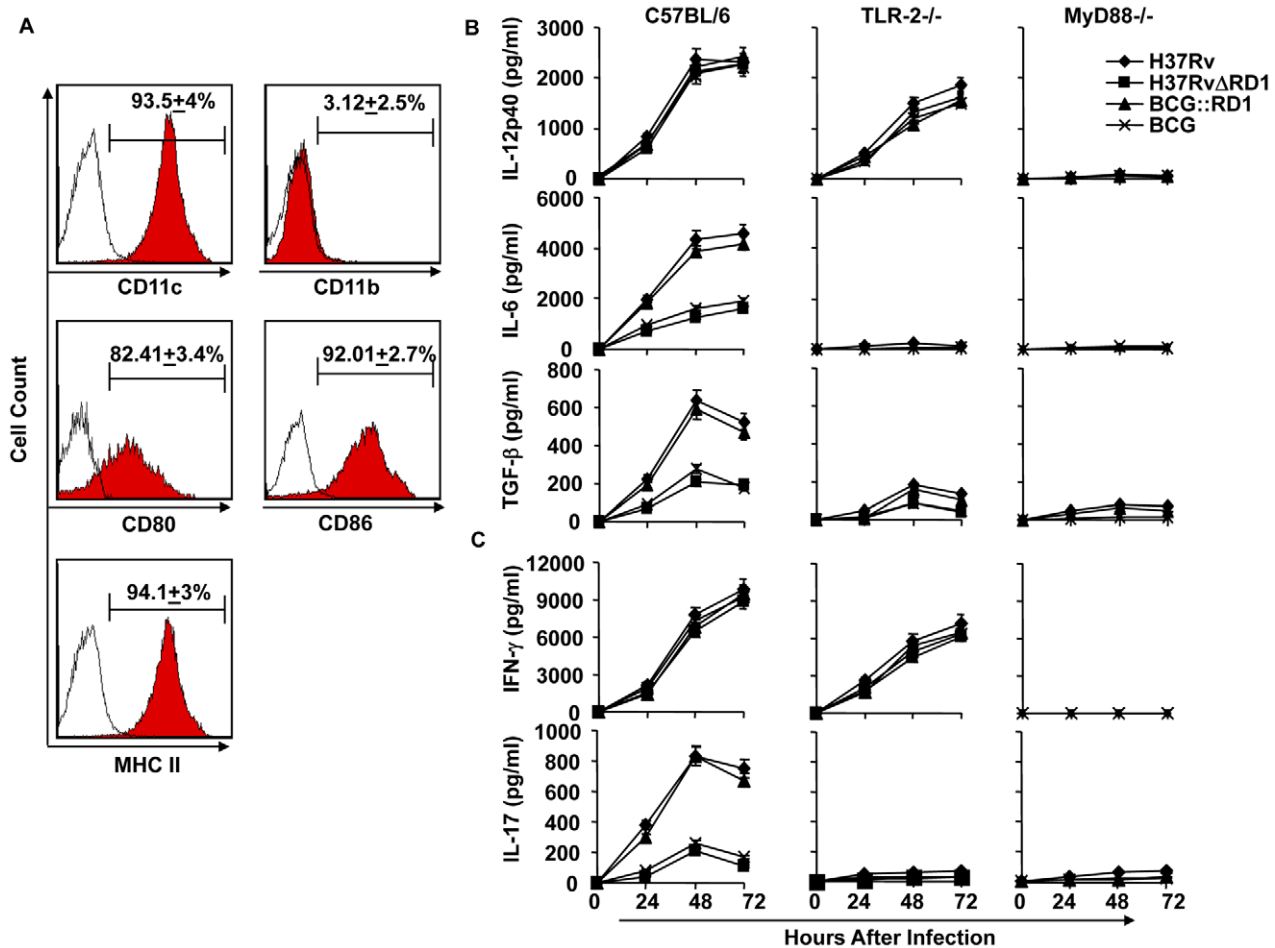 A
93.5±4%
3.12±2.5%
CD11c
CD11b
82.41±3.4%
92.01±2.7%
Cell Count
CD80
CD86
94.1±3%
MHC II
B
C57BL/6
TLR-2-/-
MyD88-/-
H37Rv
H37RvΔRD1
BCG::RD1
BCG
IL-12p40 (pg/ml)
3000
2000
1000
0
IL-6 (pg/ml)
6000
4000
2000
0
TGF-β (pg/ml)
800
600
400
200
0
C
IFN-γ (pg/ml)
12000
9000
6000
3000
0
IL-17 (pg/ml)
1000
800
600
400
200
0
0 24 48 72
0 24 48 72
0 24 48 72
Hours After Infection